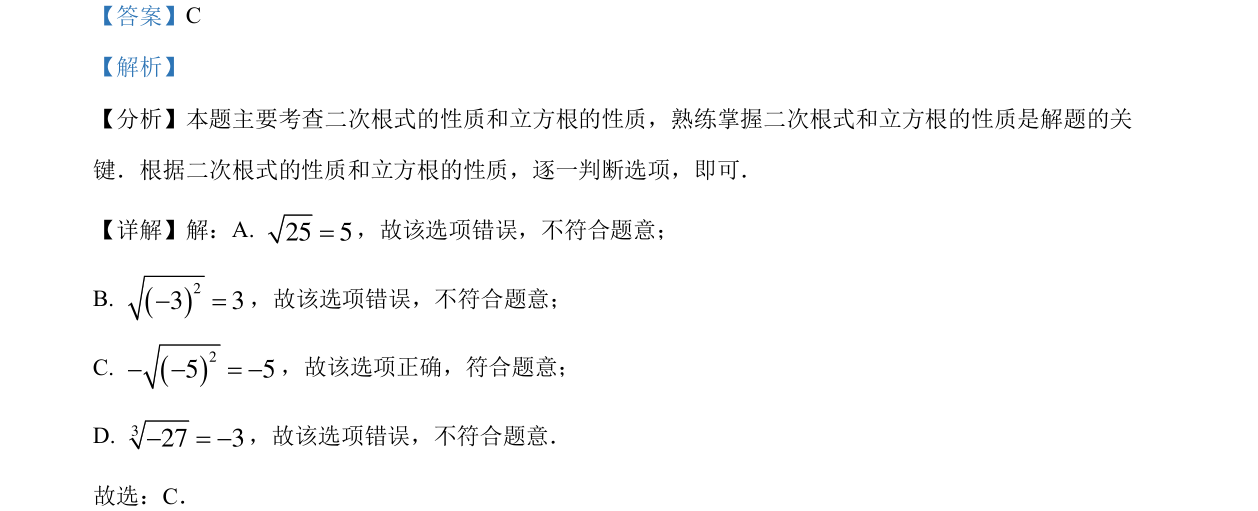 【答案】C
【解析】
【分析】本题主要考查二次根式的性质和立方根的性质，熟练掌握二次根式和立方根的性质是解题的关
键．根据二次根式的性质和立方根的性质，逐一判断选项，即可．
【详解】解：A. √25 = 5，故该选项错误，不符合题意；
B. √(−3)² = 3，故该选项错误，不符合题意；
C. −√(−5)² = −5，故该选项正确，符合题意；
D. ∛−27 = −3，故该选项错误，不符合题意．
故选：C．